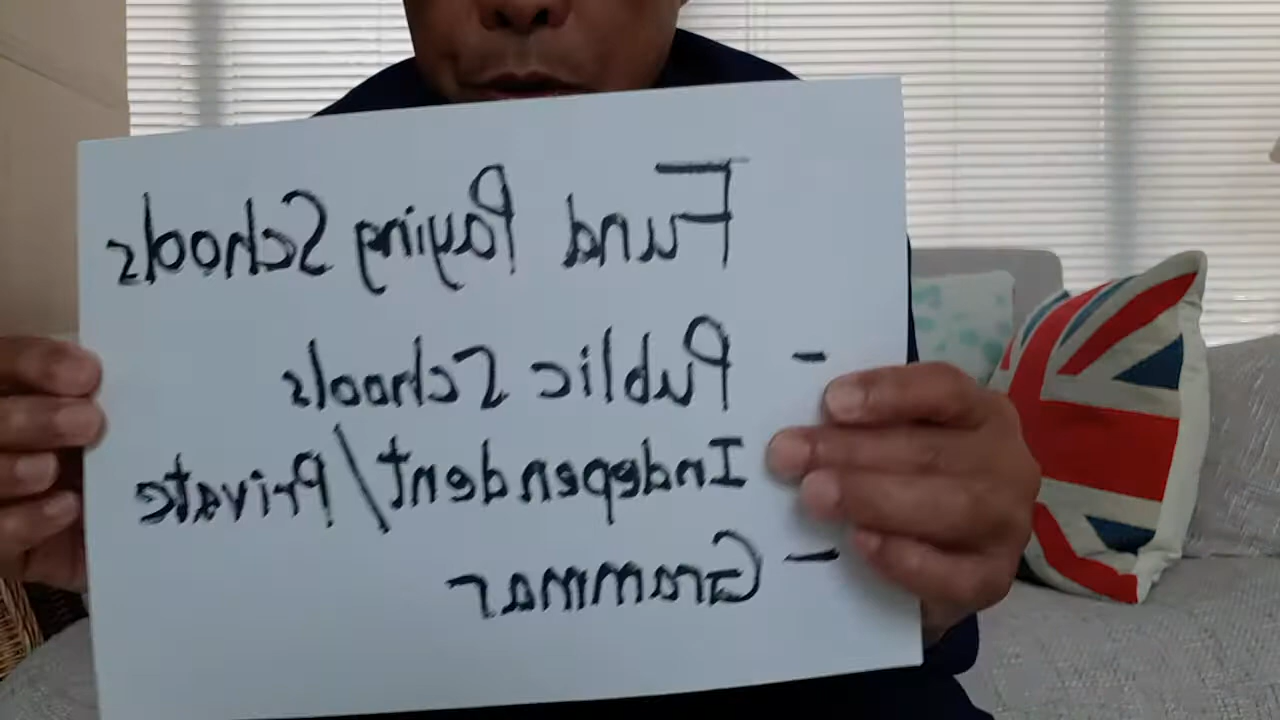 Fund Paying Schools
- Public Schools
Independent/Private
- Grammar